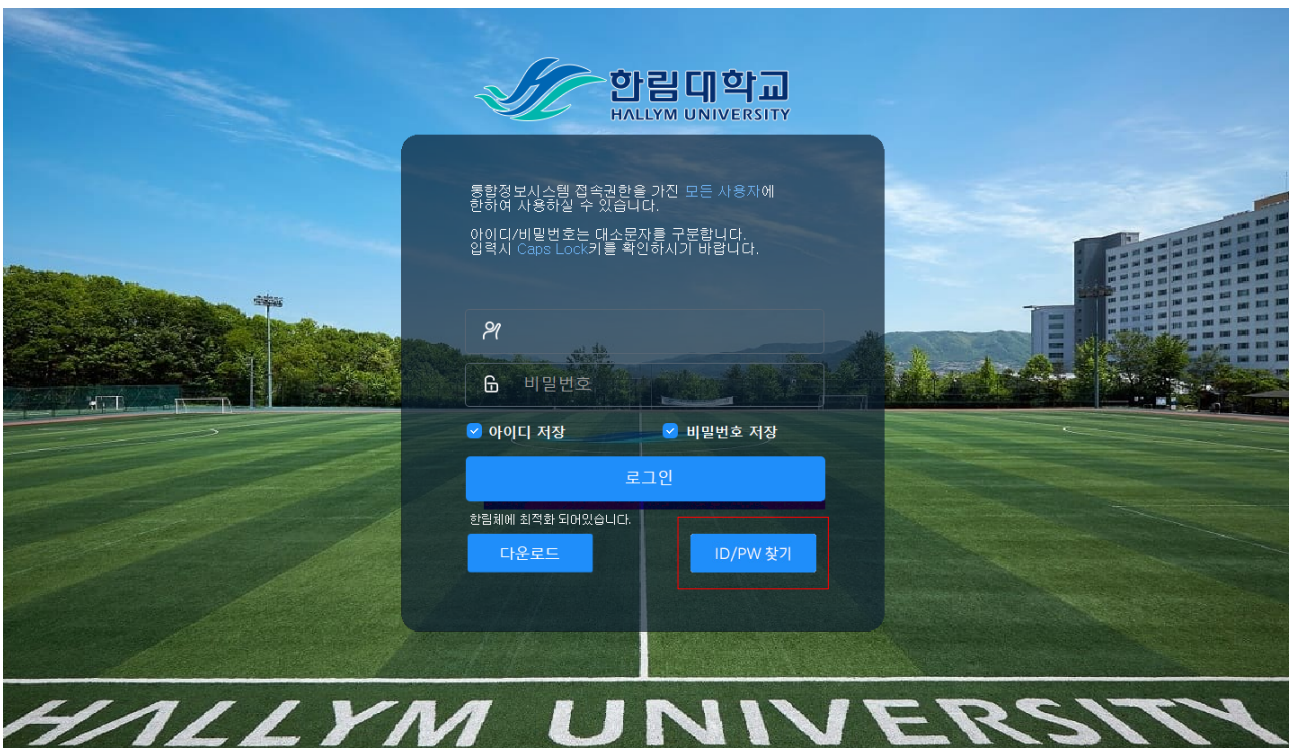 한림대학교
HALLYM UNIVERSITY
통합정보시스템 접속권한을 가진 모든 사용자에
한하여 사용하실 수 있습니다.
아이디/비밀번호는 대소문자를 구분합니다.
입력시 Caps Lock키를 확인하시기 바랍니다.
비밀번호
아이디 저장
비밀번호 저장
로그인
한림체에 최적화 되어있습니다.
다운로드
ID/PW 찾기
HALLYM UNIVERSITY